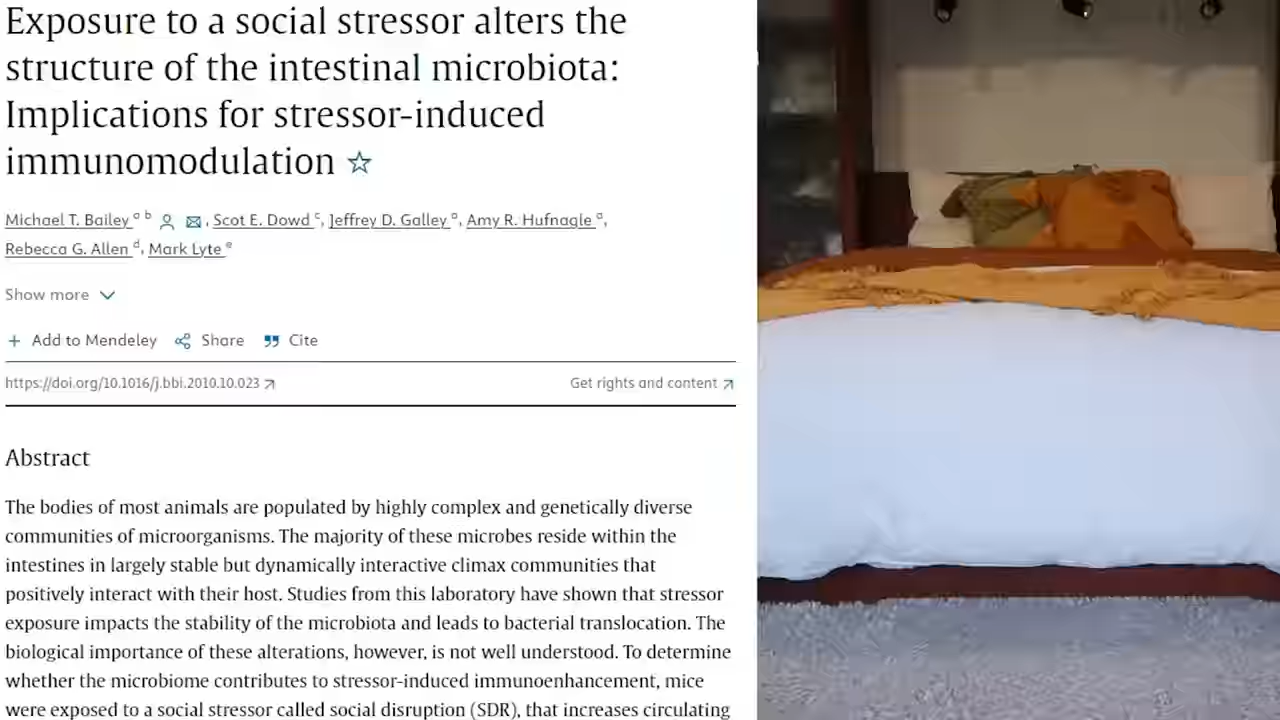 Exposure to a social stressor alters the
structure of the intestinal microbiota:
Implications for stressor-induced
immunomodulation ☆
Michael T. Bailey a b, Scot E. Dowd c, Jeffrey D. Galley a, Amy R. Hufnagle a,
Rebecca G. Allen d, Mark Lyte e
Show more
+ Add to Mendeley Share Cite
https://doi.org/10.1016/j.bbi.2010.10.023 Get rights and content
Abstract
The bodies of most animals are populated by highly complex and genetically diverse
communities of microorganisms. The majority of these microbes reside within the
intestines in largely stable but dynamically interactive climax communities that
positively interact with their host. Studies from this laboratory have shown that stressor
exposure impacts the stability of the microbiota and leads to bacterial translocation. The
biological importance of these alterations, however, is not well understood. To determine
whether the microbiome contributes to stressor-induced immunoenhancement, mice
were exposed to a social stressor called social disruption (SDR), that increases circulating